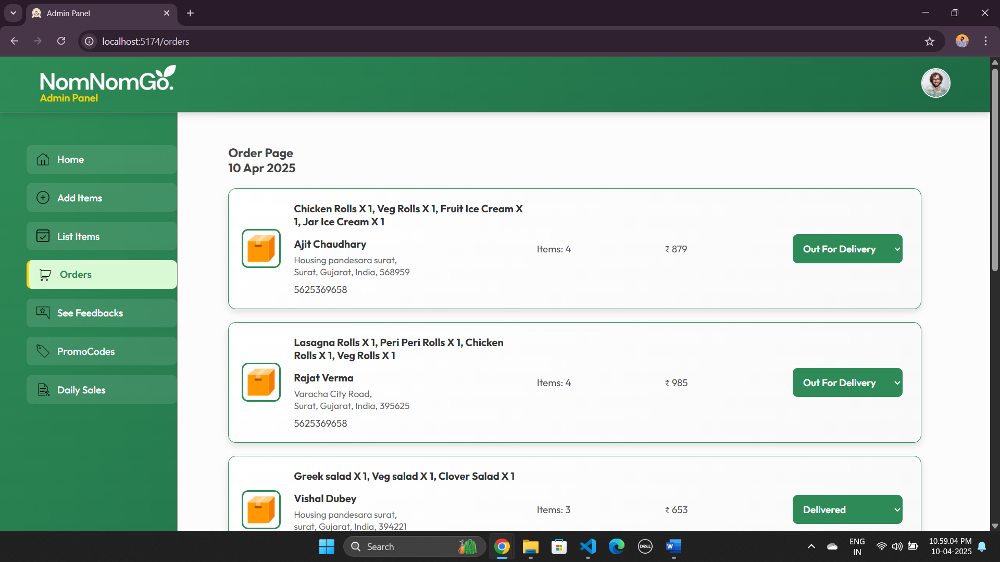 Admin Panel
localhost:5174/orders
NomNomGo.
Admin Panel
Home
Add Items
List Items
Orders
See Feedbacks
PromoCodes
Daily Sales
Order Page
10 Apr 2025
Chicken Rolls X 1, Veg Rolls X 1, Fruit Ice Cream X
1, Jar Ice Cream X 1
Ajit Chaudhary
Housing pandesara surat,
Surat, Gujarat, India, 568959
5625369658
Items: 4
₹ 879
Out For Delivery
Lasagna Rolls X 1, Peri Peri Rolls X 1, Chicken
Rolls X 1, Veg Rolls X 1
Rajat Verma
Varacha City Road,
Surat, Gujarat, India, 395625
5625369658
Items: 4
₹ 985
Out For Delivery
Greek salad X 1, Veg salad X 1, Clover Salad X 1
Vishal Dubey
Housing pandesara surat,
surat, Gujarat, India, 394221
Items: 3
₹ 653
Delivered
Search
DELL
W
ENG
IN
10.59.04 PM
10-04-2025